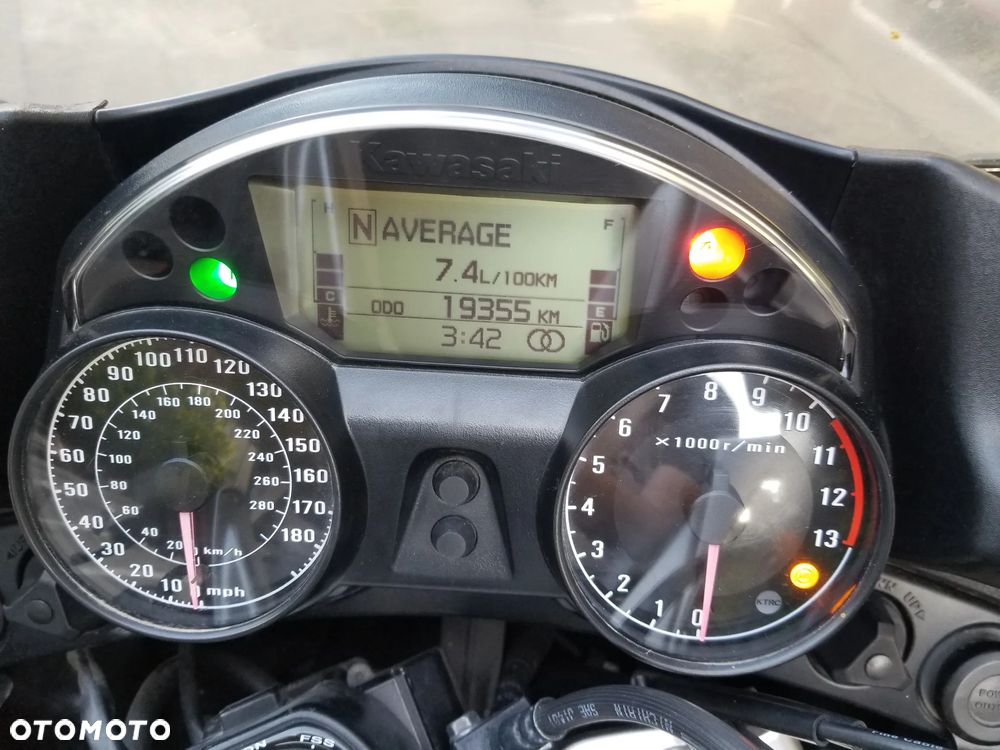 Kawasaki
H F
N AVERAGE
7.4L/100KM
C E
ODO 19355 KM
3:42
10 20 30 40 50 60 70 80 90 100 110 120 130 140 150 160 170 180
mph
20 40 60 80 100 120 140 160 180 200 220 240 260 280
km/h
0 1 2 3 4 5 6 7 8 9 10 11 12 13
×1000r/min
KTRC
FSS
OTOMOTO